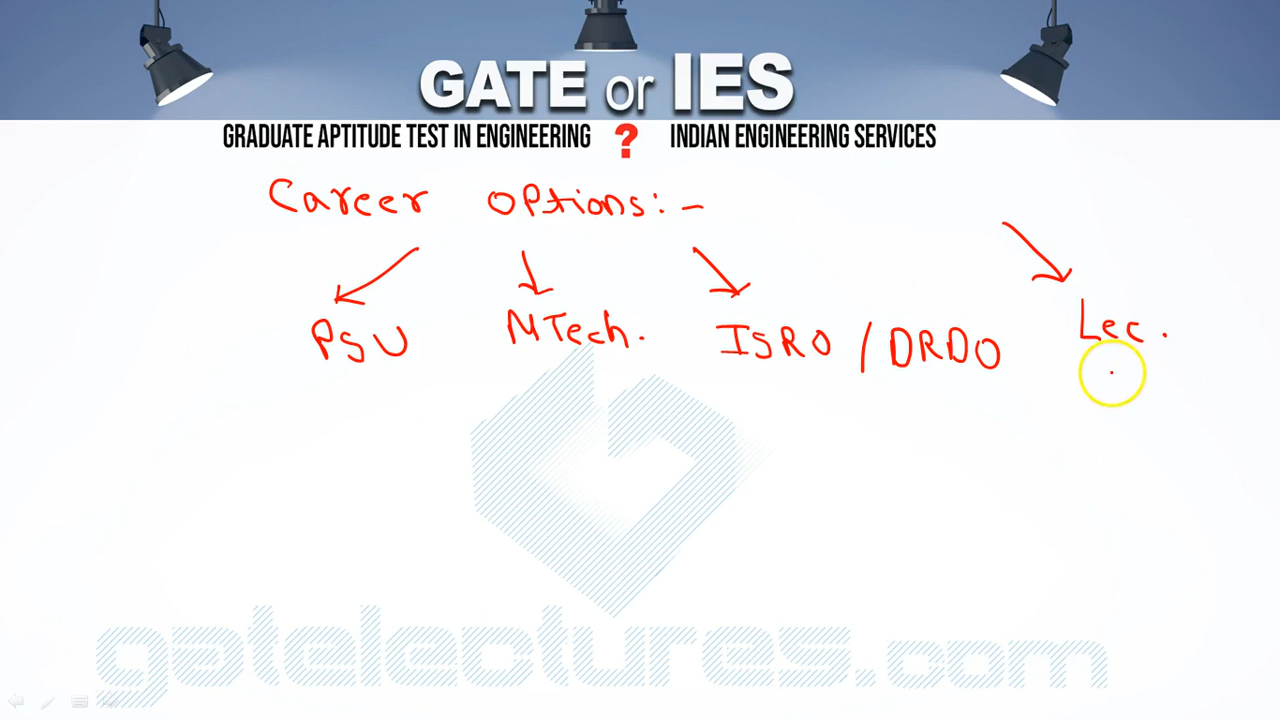 GATE or IES
GRADUATE APTITUDE TEST IN ENGINEERING ? INDIAN ENGINEERING SERVICES
Career Options:-
PSU MTech. ISRO / DRDO Lec.
gatelectures.com